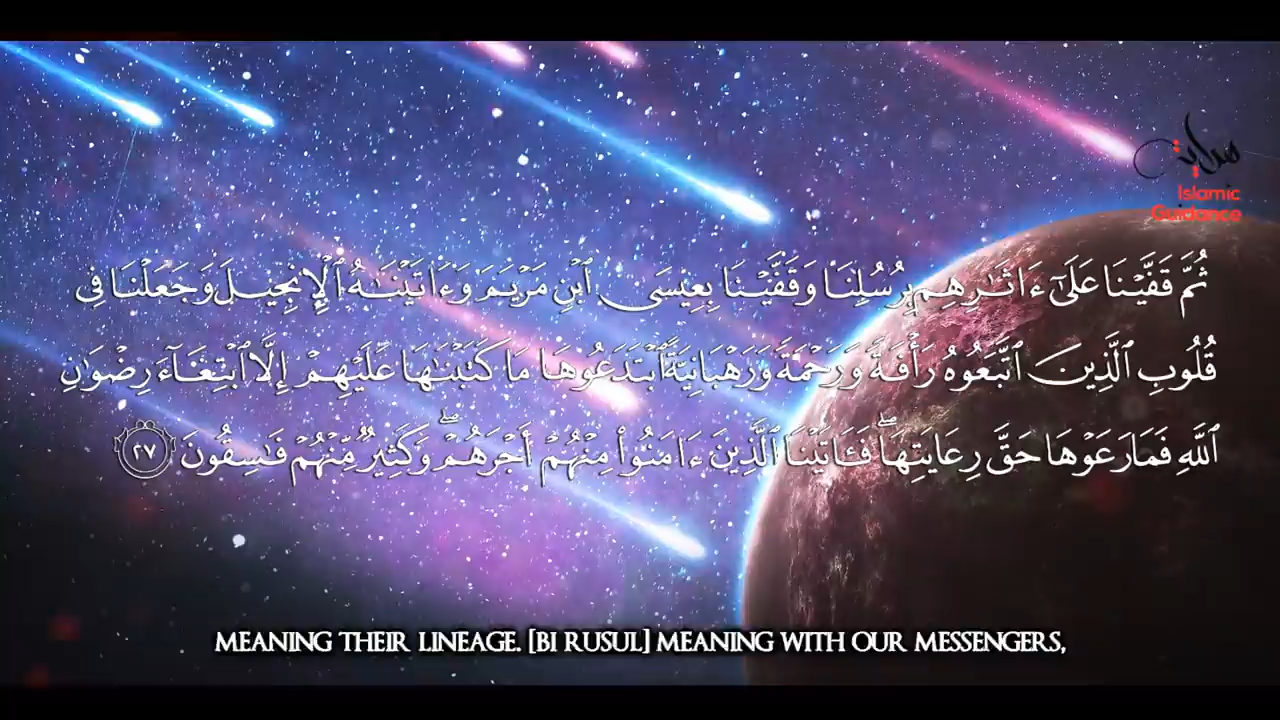 هداية
Islamic
Guidance
ثُمَّ قَفَّيْنَا عَلَىٰٓ ءَاثَٰرِهِم بِرُسُلِنَا وَقَفَّيْنَا بِعِيسَى ٱبْنِ مَرْيَمَ وَءَاتَيْنَٰهُ ٱلْإِنجِيلَ وَجَعَلْنَا فِى
قُلُوبِ ٱلَّذِينَ ٱتَّبَعُوهُ رَأْفَةً وَرَحْمَةً وَرَهْبَانِيَّةً ٱبْتَدَعُوهَا مَا كَتَبْنَٰهَا عَلَيْهِمْ إِلَّا ٱبْتِغَآءَ رِضْوَٰنِ
ٱللَّهِ فَمَا رَعَوْهَا حَقَّ رِعَايَتِهَا ۖ فَـَٔاتَيْنَا ٱلَّذِينَ ءَامَنُوا۟ مِنْهُمْ أَجْرَهُمْ ۖ وَكَثِيرٌ مِّنْهُمْ فَٰسِقُونَ ٢٧
MEANING THEIR LINEAGE. [BI RUSUL] MEANING WITH OUR MESSENGERS,